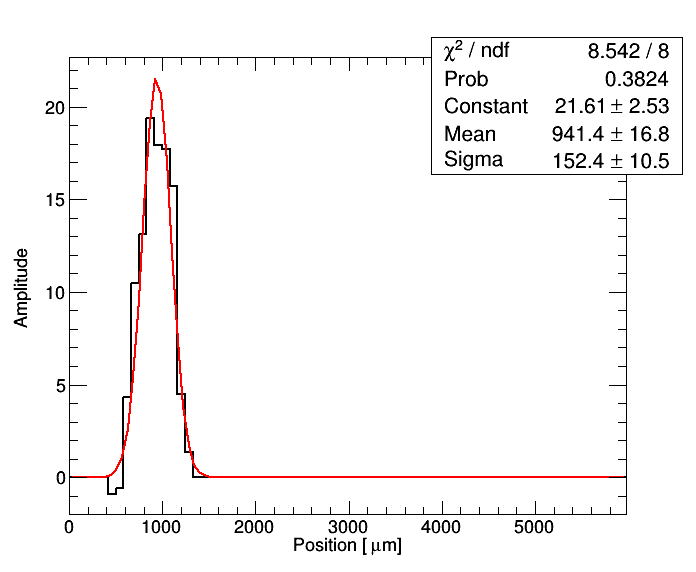 χ² / ndf 8.542 / 8
Prob 0.3824
Constant 21.61 ± 2.53
Mean 941.4 ± 16.8
Sigma 152.4 ± 10.5
20
15
10
5
0
Amplitude
0 1000 2000 3000 4000 5000
Position [ μm]